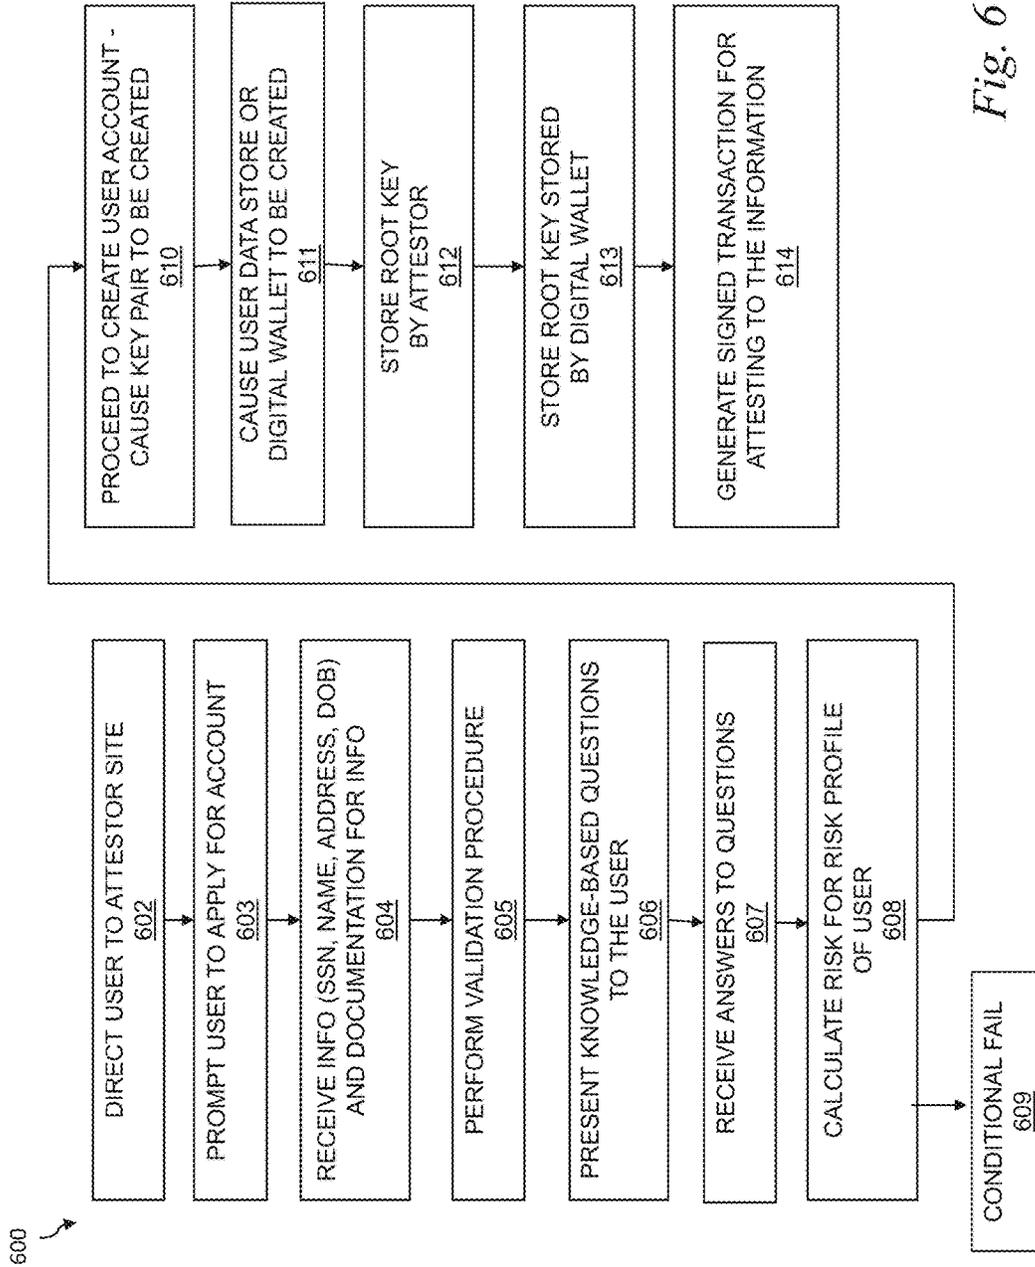 600
DIRECT USER TO ATTESTOR SITE
602
PROMPT USER TO APPLY FOR ACCOUNT
603
RECEIVE INFO (SSN, NAME, ADDRESS, DOB)
AND DOCUMENTATION FOR INFO
604
PERFORM VALIDATION PROCEDURE
605
PRESENT KNOWLEDGE-BASED QUESTIONS
TO THE USER
606
RECEIVE ANSWERS TO QUESTIONS
607
CALCULATE RISK FOR RISK PROFILE
OF USER
608
CONDITIONAL FAIL
609
PROCEED TO CREATE USER ACCOUNT -
CAUSE KEY PAIR TO BE CREATED
610
CAUSE USER DATA STORE OR
DIGITAL WALLET TO BE CREATED
611
STORE ROOT KEY
BY ATTESTOR
612
STORE ROOT KEY STORED
BY DIGITAL WALLET
613
GENERATE SIGNED TRANSACTION FOR
ATTESTING TO THE INFORMATION
614
Fig. 6